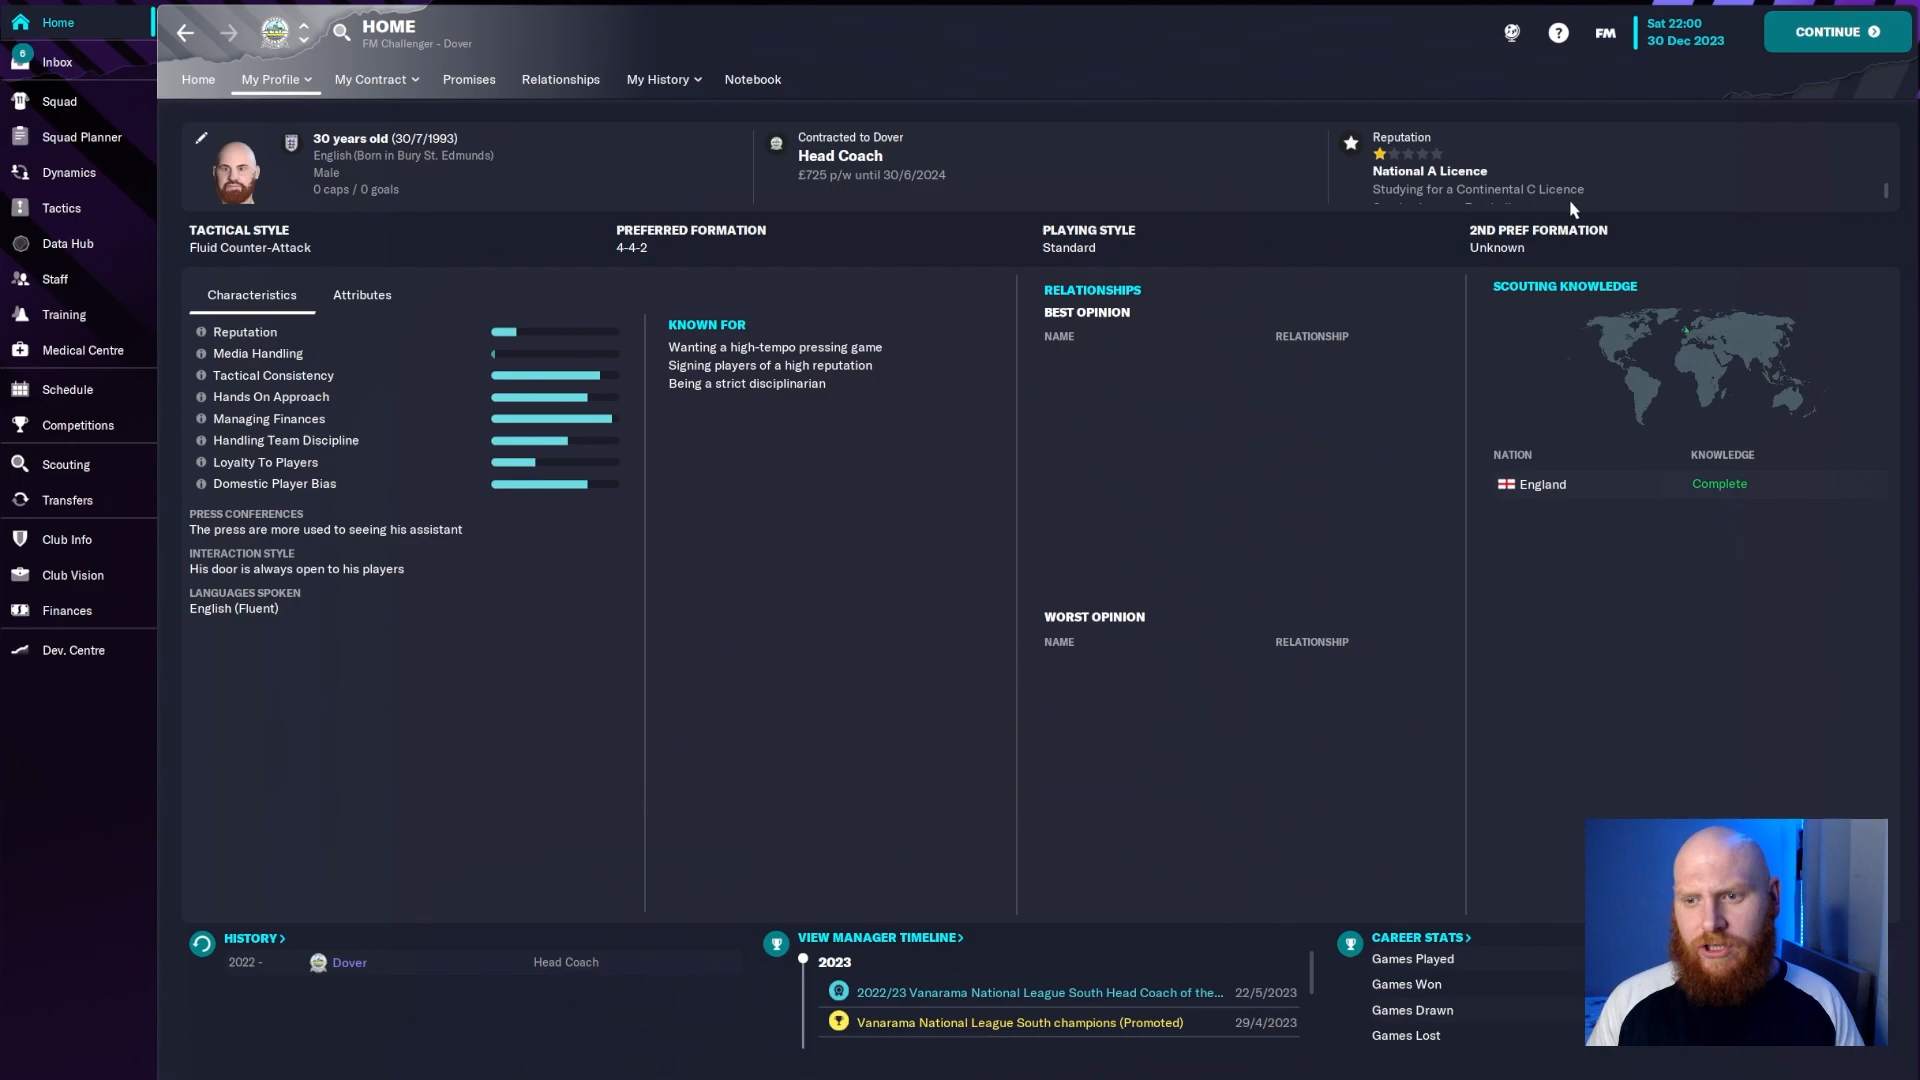 Home
6
Inbox
Squad
Squad Planner
Dynamics
Tactics
Data Hub
Staff
Training
Medical Centre
Schedule
Competitions
Scouting
Transfers
Club Info
Club Vision
Finances
Dev. Centre
HOME
FM Challenger - Dover
? FM
Sat 22:00
30 Dec 2023
CONTINUE
Home My Profile My Contract Promises Relationships My History Notebook
30 years old (30/7/1993)
English (Born in Bury St. Edmunds)
Male
0 caps / 0 goals
Contracted to Dover
Head Coach
£725 p/w until 30/6/2024
Reputation
National A Licence
Studying for a Continental C Licence
TACTICAL STYLE
Fluid Counter-Attack
PREFERRED FORMATION
4-4-2
PLAYING STYLE
Standard
2ND PREF FORMATION
Unknown
Characteristics Attributes
Reputation
Media Handling
Tactical Consistency
Hands On Approach
Managing Finances
Handling Team Discipline
Loyalty To Players
Domestic Player Bias
PRESS CONFERENCES
The press are more used to seeing his assistant
INTERACTION STYLE
His door is always open to his players
LANGUAGES SPOKEN
English (Fluent)
KNOWN FOR
Wanting a high-tempo pressing game
Signing players of a high reputation
Being a strict disciplinarian
RELATIONSHIPS
BEST OPINION
NAME RELATIONSHIP
WORST OPINION
NAME RELATIONSHIP
SCOUTING KNOWLEDGE
NATION KNOWLEDGE
England Complete
HISTORY >
2022 - Dover Head Coach
VIEW MANAGER TIMELINE >
2023
2022/23 Vanarama National League South Head Coach of the... 22/5/2023
Vanarama National League South champions (Promoted) 29/4/2023
CAREER STATS >
Games Played
Games Won
Games Drawn
Games Lost